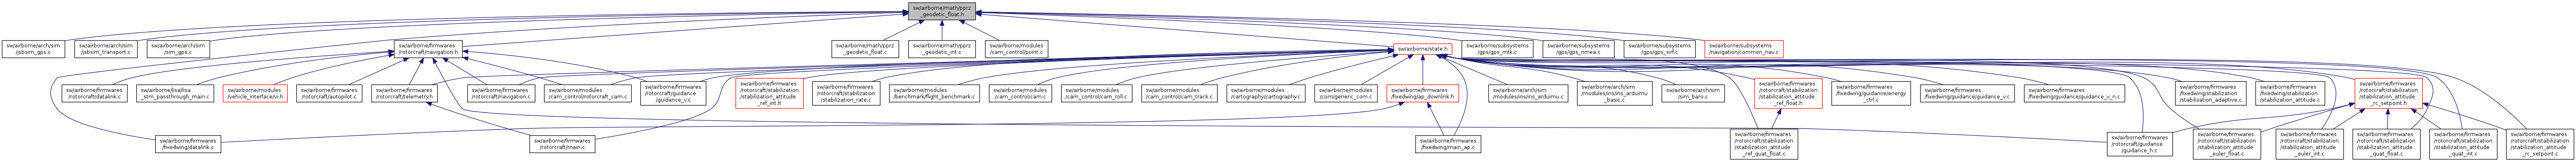 sw/airborne/math/pprz
_geodetic_float.h
sw/airborne/arch/sim
/jsbsim_gps.c
sw/airborne/arch/sim
/jsbsim_transport.c
sw/airborne/arch/sim
/sim_gps.c
sw/airborne/firmwares
/rotorcraft/navigation.h
sw/airborne/math/pprz
_geodetic_float.c
sw/airborne/math/pprz
_geodetic_int.c
sw/airborne/modules
/cam_control/point.c
sw/airborne/state.h
sw/airborne/subsystems
/gps/gps_mtk.c
sw/airborne/subsystems
/gps/gps_nmea.c
sw/airborne/subsystems
/gps/gps_sirf.c
sw/airborne/subsystems
/navigation/common_nav.c
sw/airborne/firmwares
/rotorcraft/datalink.c
sw/airborne/lisa/lisa
_stm_passthrough_main.c
sw/airborne/modules
/vehicle_interface/vi.h
sw/airborne/firmwares
/rotorcraft/autopilot.c
sw/airborne/firmwares
/rotorcraft/telemetry.h
sw/airborne/firmwares
/rotorcraft/navigation.c
sw/airborne/modules
/cam_control/rotorcraft_cam.c
sw/airborne/firmwares
/rotorcraft/guidance
/guidance_v.c
sw/airborne/firmwares
/rotorcraft/stabilization
/stabilization_attitude
_ref_int.h
sw/airborne/firmwares
/rotorcraft/stabilization
/stabilization_rate.c
sw/airborne/modules
/benchmark/flight_benchmark.c
sw/airborne/modules
/cam_control/cam.c
sw/airborne/modules
/cam_control/cam_roll.c
sw/airborne/modules
/cam_control/cam_track.c
sw/airborne/modules
/cartography/cartography.c
sw/airborne/modules
/com/generic_com.c
sw/airborne/firmwares
/fixedwing/ap_downlink.h
sw/airborne/arch/sim
/modules/ins/ins_arduimu.c
sw/airborne/arch/sim
/modules/ins/ins_arduimu
_basic.c
sw/airborne/arch/sim
/sim_baro.c
sw/airborne/firmwares
/rotorcraft/stabilization
/stabilization_attitude
_ref_float.h
sw/airborne/firmwares
/fixedwing/guidance/energy
_ctrl.c
sw/airborne/firmwares
/fixedwing/guidance/guidance_v.c
sw/airborne/firmwares
/fixedwing/guidance/guidance_v_n.c
sw/airborne/firmwares
/fixedwing/stabilization
/stabilization_adaptive.c
sw/airborne/firmwares
/fixedwing/stabilization
/stabilization_attitude.c
sw/airborne/firmwares
/rotorcraft/stabilization
/stabilization_attitude
_rc_setpoint.h
sw/airborne/firmwares
/fixedwing/datalink.c
sw/airborne/firmwares
/rotorcraft/main.c
sw/airborne/firmwares
/fixedwing/main_ap.c
sw/airborne/firmwares
/rotorcraft/stabilization
/stabilization_attitude
_ref_quat_float.c
sw/airborne/firmwares
/rotorcraft/guidance
/guidance_h.c
sw/airborne/firmwares
/rotorcraft/stabilization
/stabilization_attitude
_euler_float.c
sw/airborne/firmwares
/rotorcraft/stabilization
/stabilization_attitude
_euler_int.c
sw/airborne/firmwares
/rotorcraft/stabilization
/stabilization_attitude
_quat_float.c
sw/airborne/firmwares
/rotorcraft/stabilization
/stabilization_attitude
_quat_int.c
sw/airborne/firmwares
/rotorcraft/stabilization
/stabilization_attitude
_rc_setpoint.c